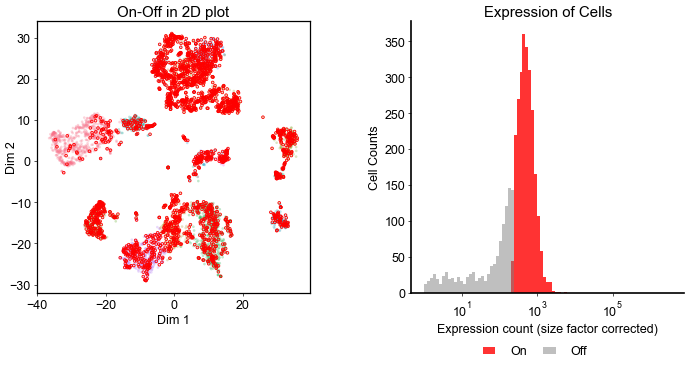 On-Off in 2D plot
Dim 2
30
20
10
0
−10
−20
−30
−40
−20
0
20
Dim 1
Expression of Cells
Cell Counts
350
300
250
200
150
100
50
0
10^1
10^3
10^5
Expression count (size factor corrected)
On
Off